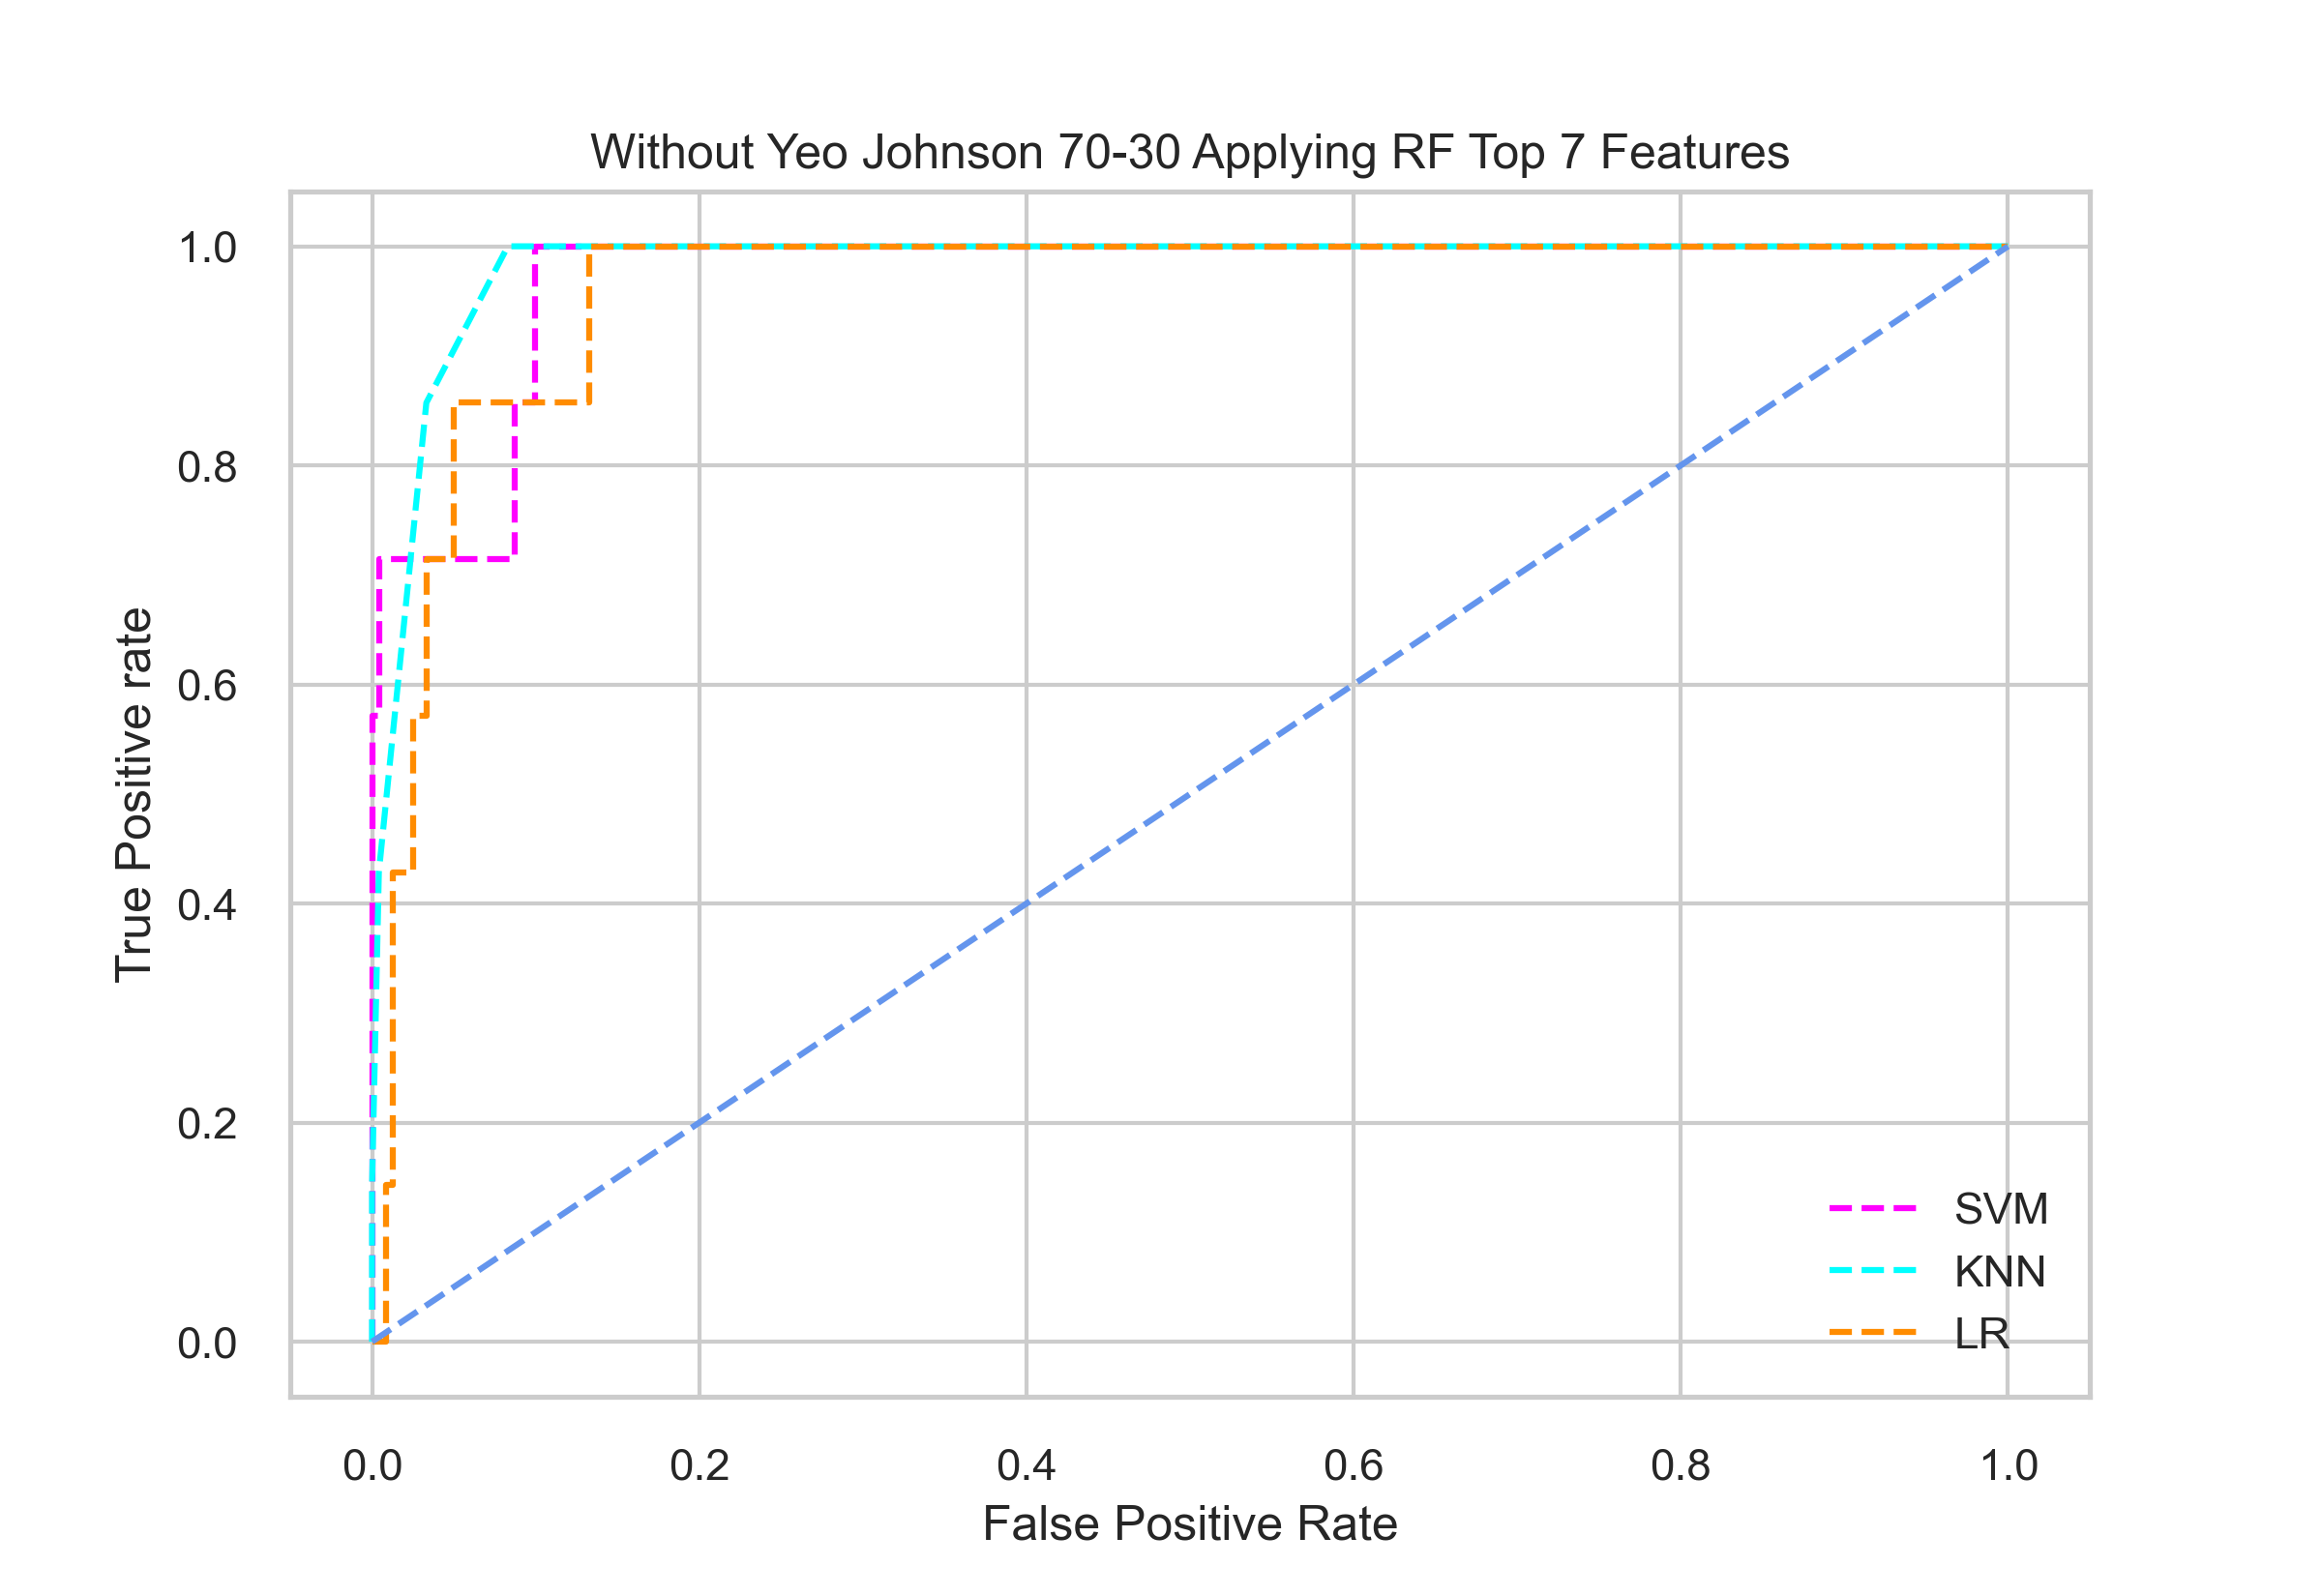 Without Yeo Johnson 70-30 Applying RF Top 7 Features
1.0
0.8
0.6
0.4
0.2
0.0
True Positive rate
SVM
KNN
LR
0.0 0.2 0.4 0.6 0.8 1.0
False Positive Rate